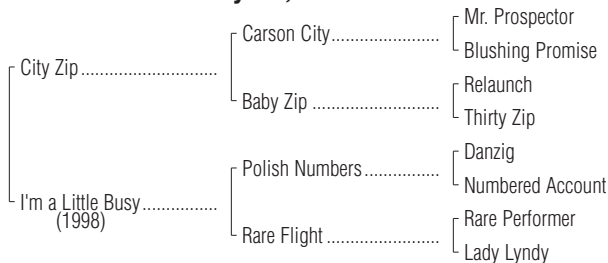 Mr. Prospector
Carson City
Blushing Promise
City Zip
Relaunch
Baby Zip
Thirty Zip
Danzig
Polish Numbers
Numbered Account
I'm a Little Busy
(1998)
Rare Performer
Rare Flight
Lady Lyndy